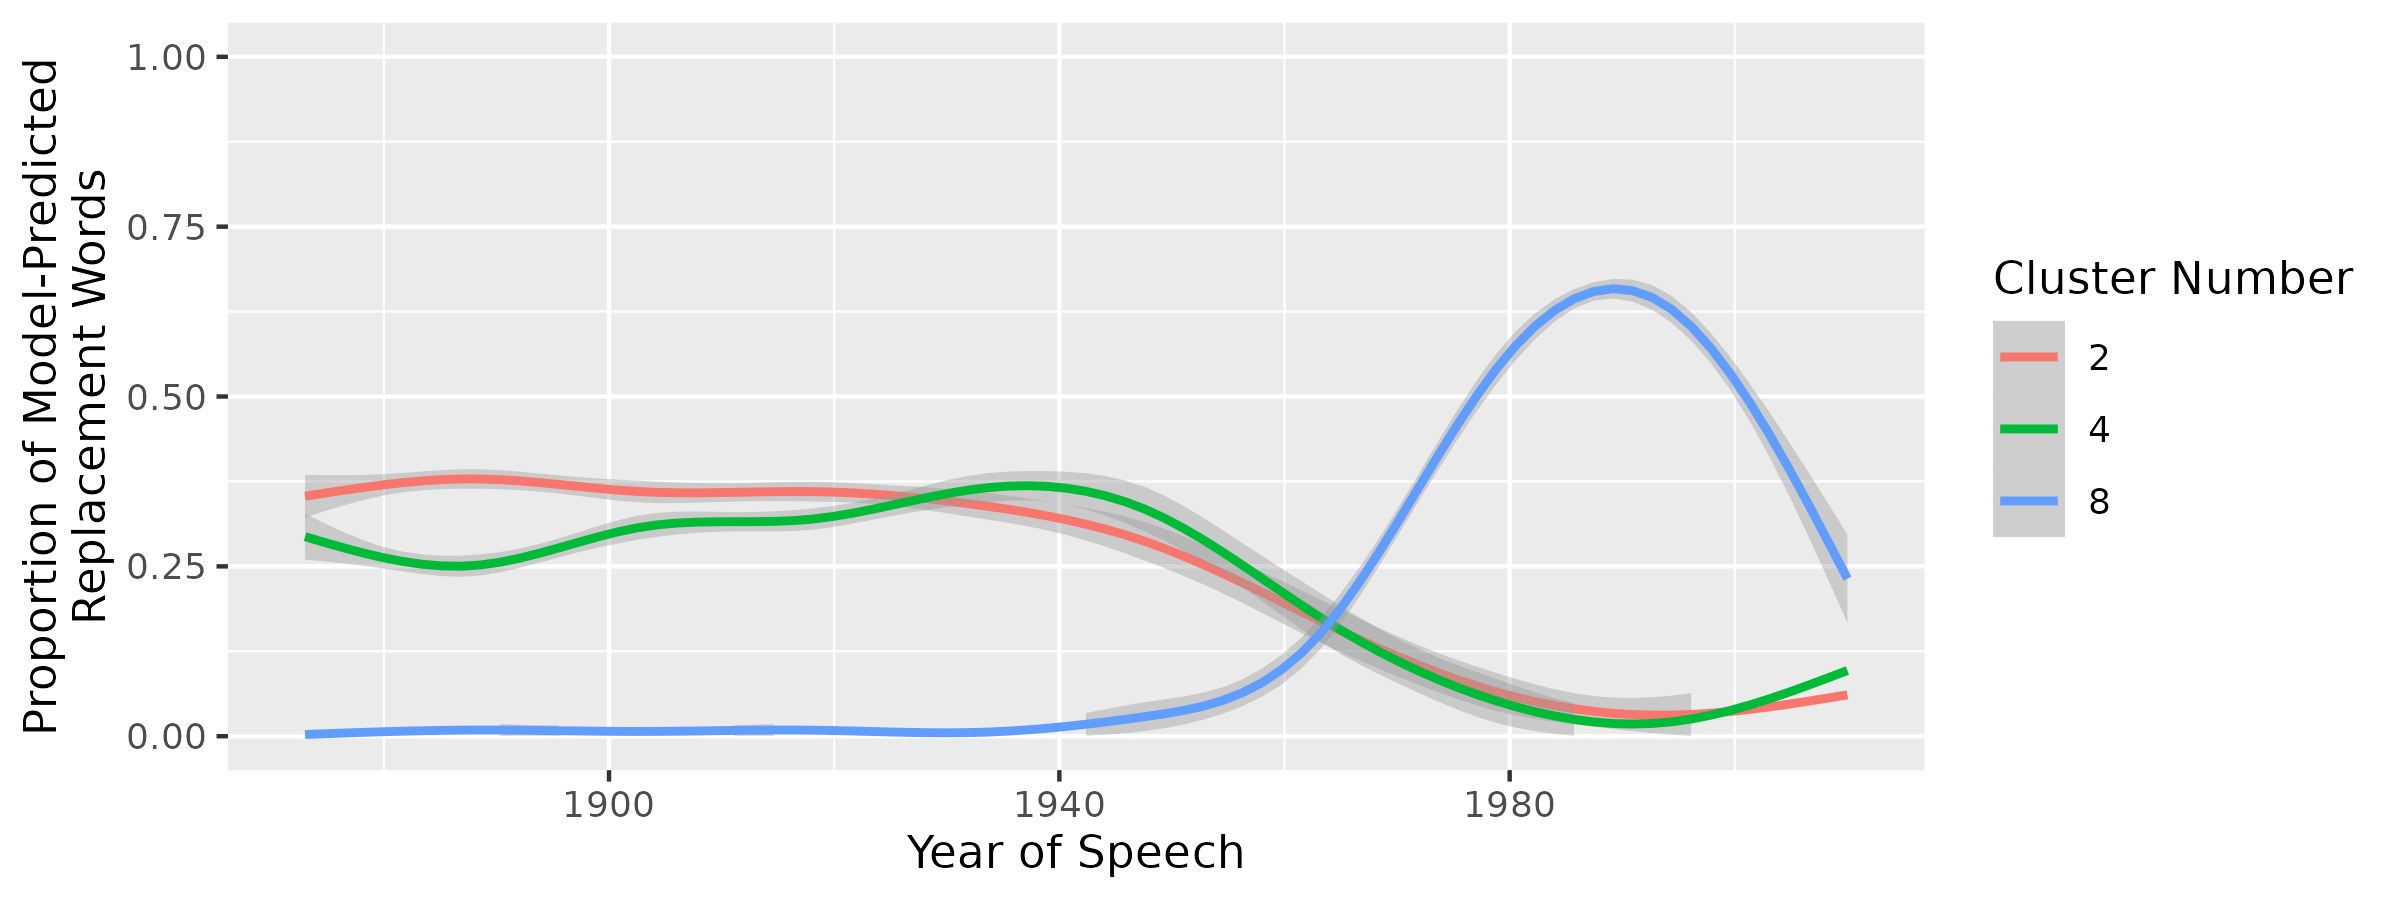 Proportion of Model-Predicted
Replacement Words
1.00
0.75
0.50
0.25
0.00
1900
1940
1980
Year of Speech
Cluster Number
2
4
8